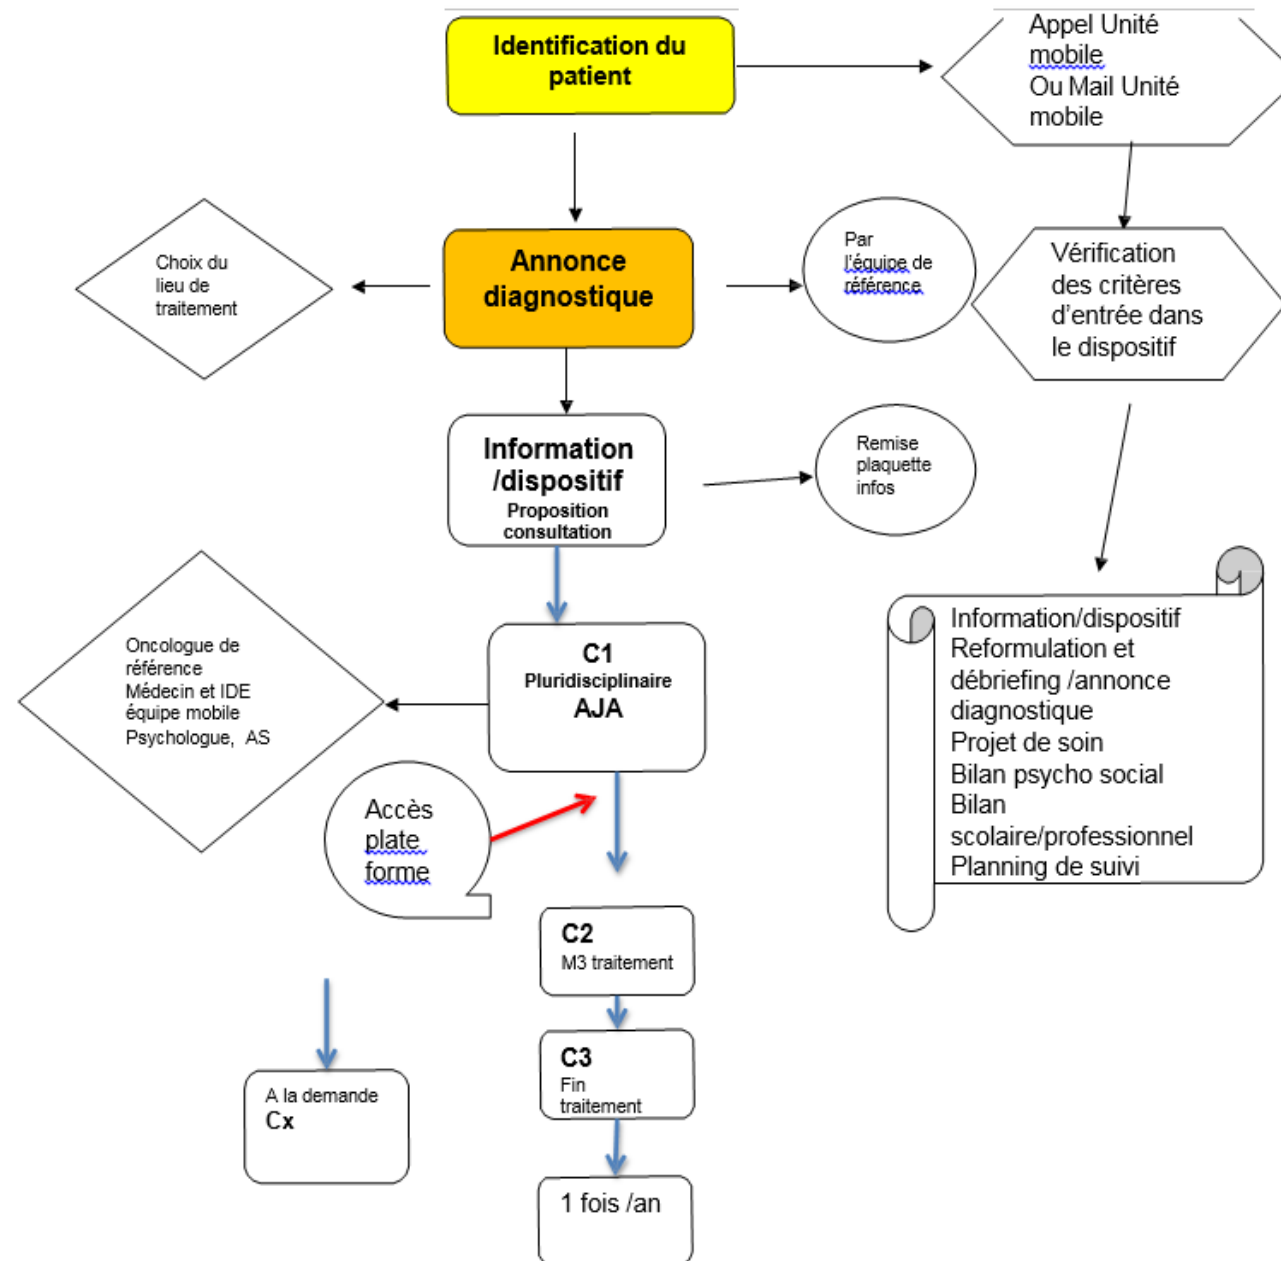 Identification du
patient
Appel Unité
mobile
Ou Mail Unité
mobile
Choix du
lieu de
traitement
Annonce
diagnostique
Par
l'équipe de
référence
Vérification
des critères
d'entrée dans
le dispositif
Information
/dispositif
Proposition
consultation
Remise
plaquette
infos
Oncologue de
référence
Médecin et IDE
équipe mobile
Psychologue, AS
C1
Pluridisciplinaire
AJA
Information/dispositif
Reformulation et
débriefing /annonce
diagnostique
Projet de soin
Bilan psycho social
Bilan
scolaire/professionnel
Planning de suivi
Accès
plate
forme
C2
M3 traitement
C3
Fin
traitement
A la demande
Cx
1 fois /an